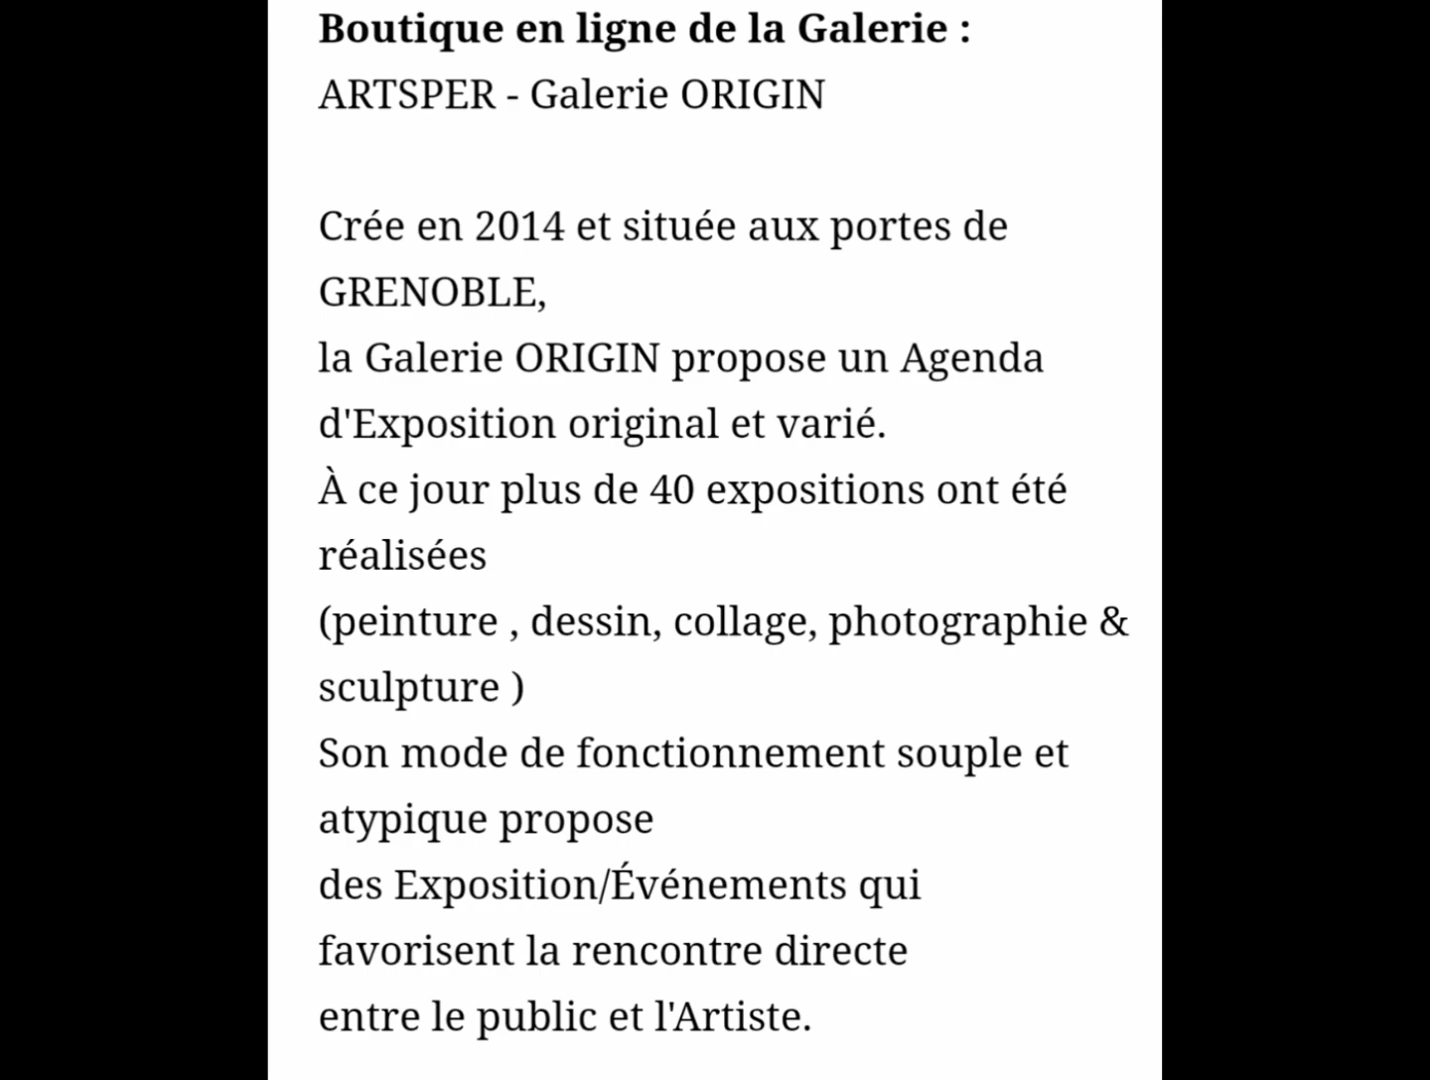 Boutique en ligne de la Galerie :
ARTSPER - Galerie ORIGIN
Crée en 2014 et située aux portes de
GRENOBLE,
la Galerie ORIGIN propose un Agenda
d'Exposition original et varié.
À ce jour plus de 40 expositions ont été
réalisées
(peinture , dessin, collage, photographie &
sculpture )
Son mode de fonctionnement souple et
atypique propose
des Exposition/Événements qui
favorisent la rencontre directe
entre le public et l'Artiste.